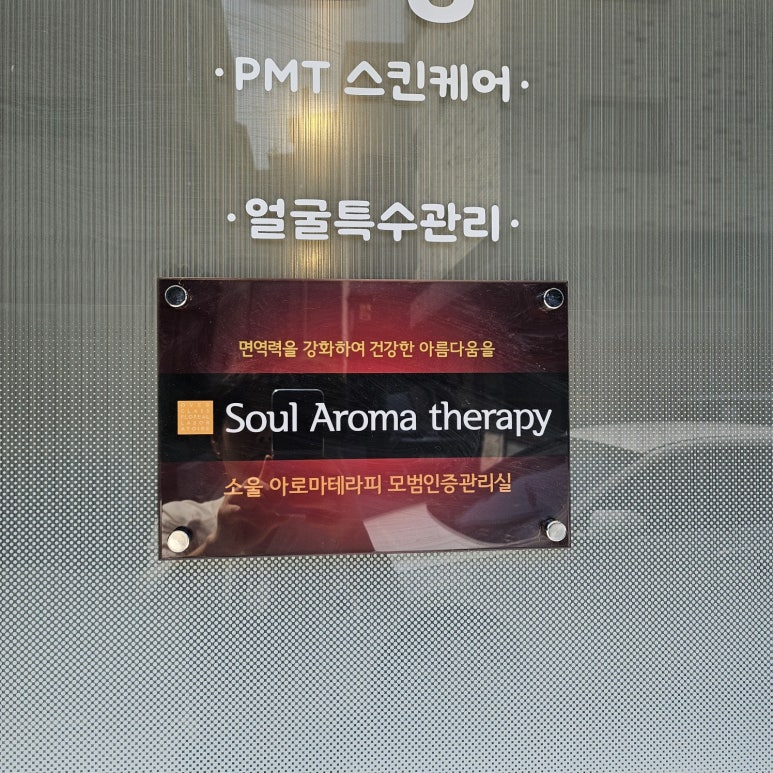 ·PMT 스킨케어·
·얼굴특수관리·
면역력을 강화하여 건강한 아름다움을
Soul Aroma therapy
소울 아로마테라피 모범인증관리실